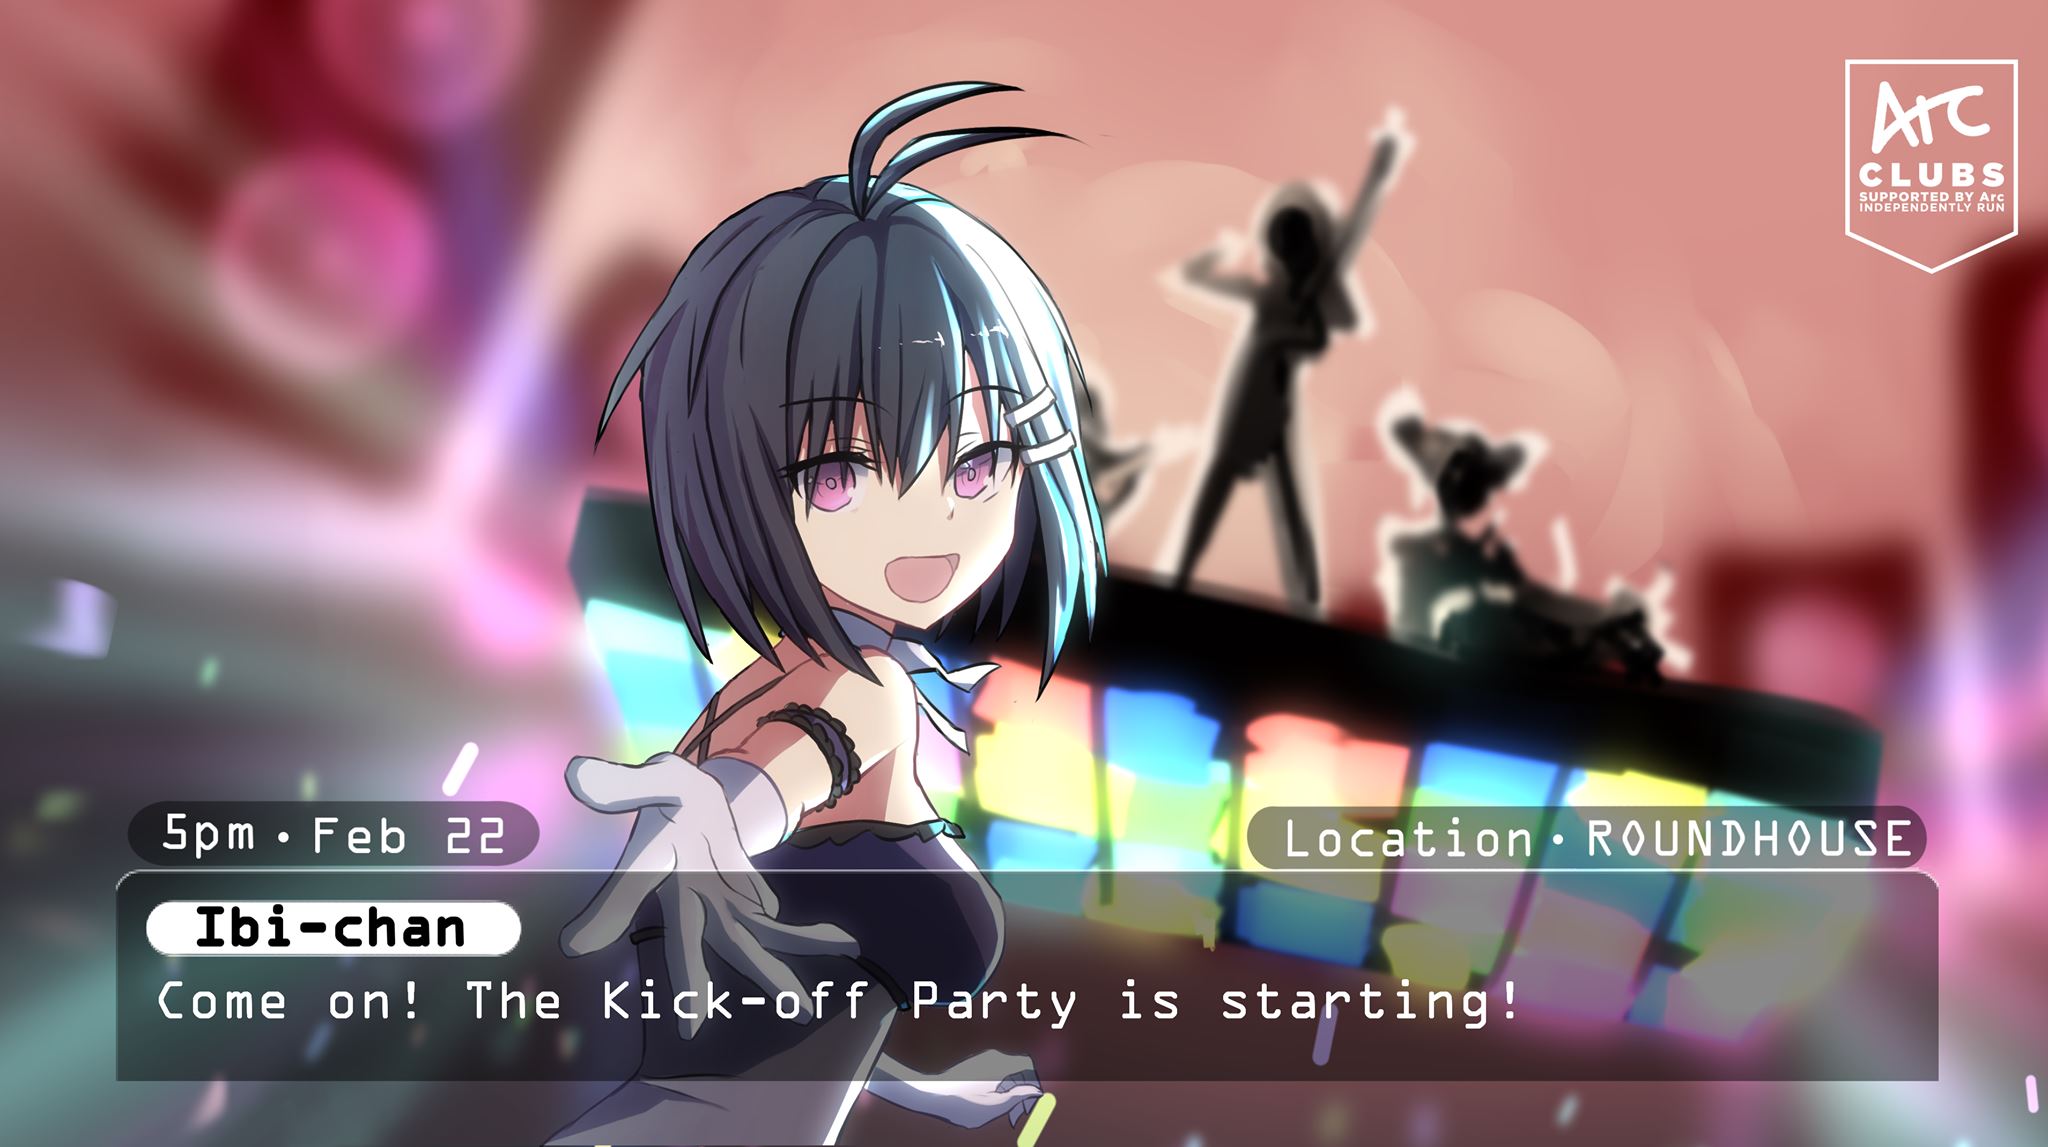 Arc
CLUBS
SUPPORTED BY Arc
INDEPENDENTLY RUN
5pm・Feb 22
Location・ROUNDHOUSE
Ibi-chan
Come on! The Kick-off Party is starting!